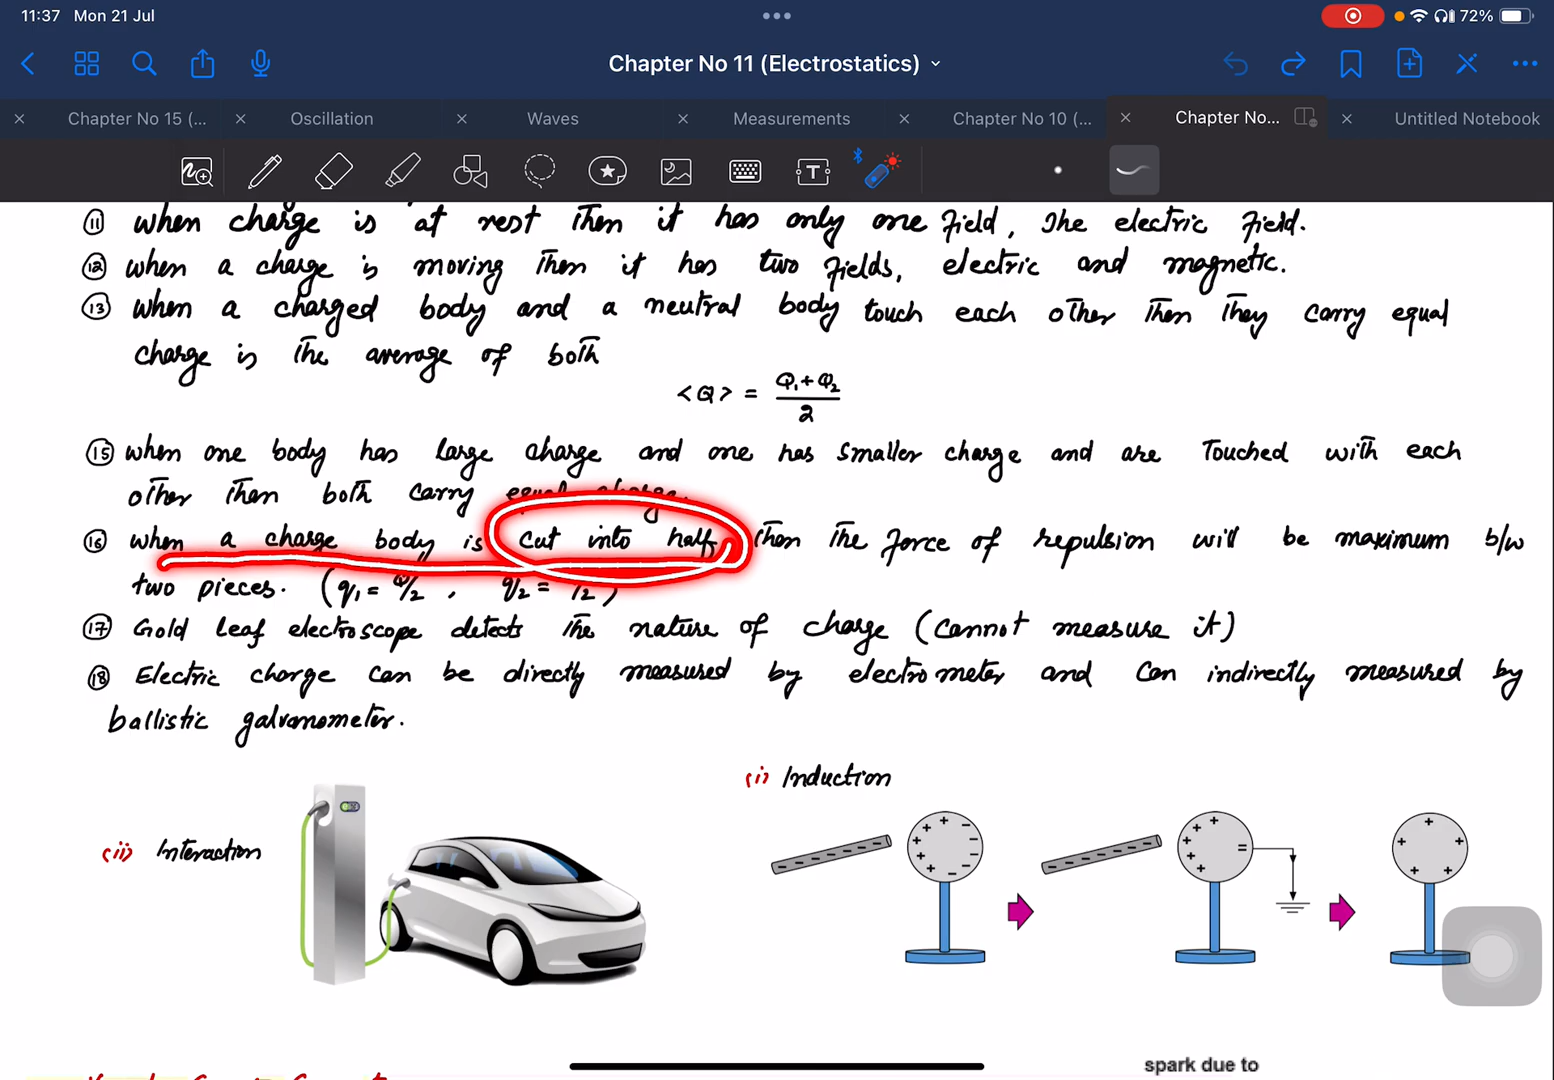 11:37 Mon 21 Jul
72%
Chapter No 11 (Electrostatics)
Chapter No 15 (...
Oscillation
Waves
Measurements
Chapter No 10 (...
Chapter No...
Untitled Notebook
(11) when charge is at rest then it has only one field, the electric field.
(12) when a charge is moving then it has two fields, electric and magnetic.
(13) when a charged body and a neutral body touch each other then they carry equal
charge is the average of both
<Q> = Q₁+Q₂/2
(15) when one body has large charge and one has smaller charge and are touched with each
other then both carry equal charge.
(16) when a charge body is cut into half, then the force of repulsion will be maximum b/w
two pieces. (q₁ = Q/2 , q₂ = /2)
(17) Gold leaf electroscope detects the nature of charge (cannot measure it)
(18) Electric charge can be directly measured by electrometer and can indirectly measured by
ballistic galvanometer.
(i) Induction
(ii) Interaction
spark due to